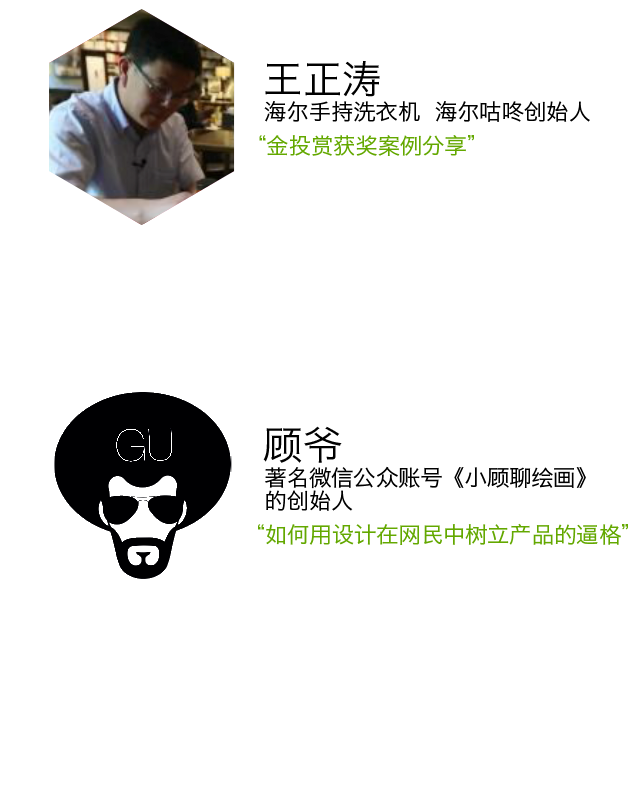 王正涛
海尔手持洗衣机 海尔咕咚创始人
“金投赏获奖案例分享”
GU
顾爷
著名微信公众账号《小顾聊绘画》
的创始人
“如何用设计在网民中树立产品的逼格”